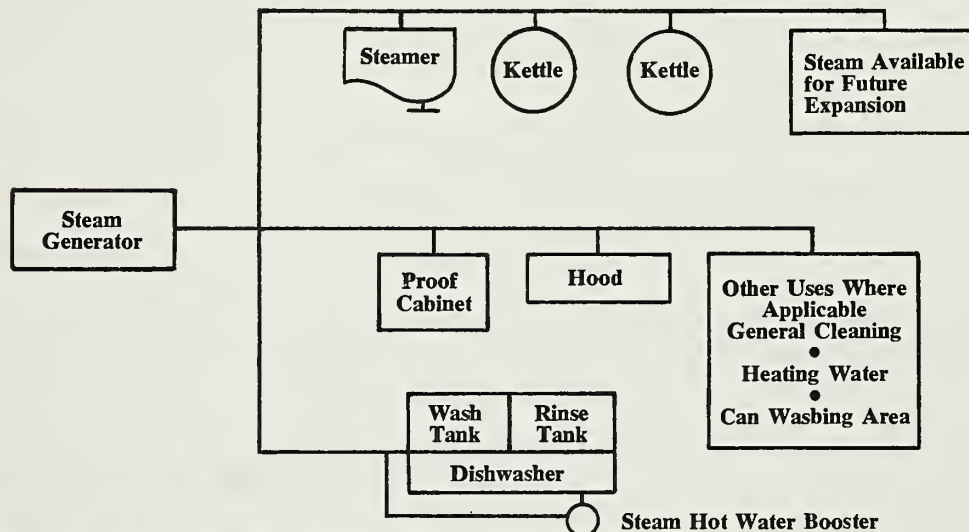 Steamer
Kettle
Kettle
Steam Available
for Future
Expansion
Steam
Generator
Proof
Cabinet
Hood
Other Uses Where
Applicable
General Cleaning
•
Heating Water
•
Can Wasbing Area
Wash
Tank
Rinse
Tank
Dishwasher
Steam Hot Water Booster